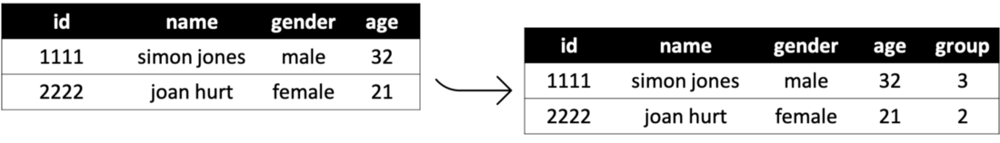 id name gender age
1111 simon jones male 32
2222 joan hurt female 21
id name gender age group
1111 simon jones male 32 3
2222 joan hurt female 21 2